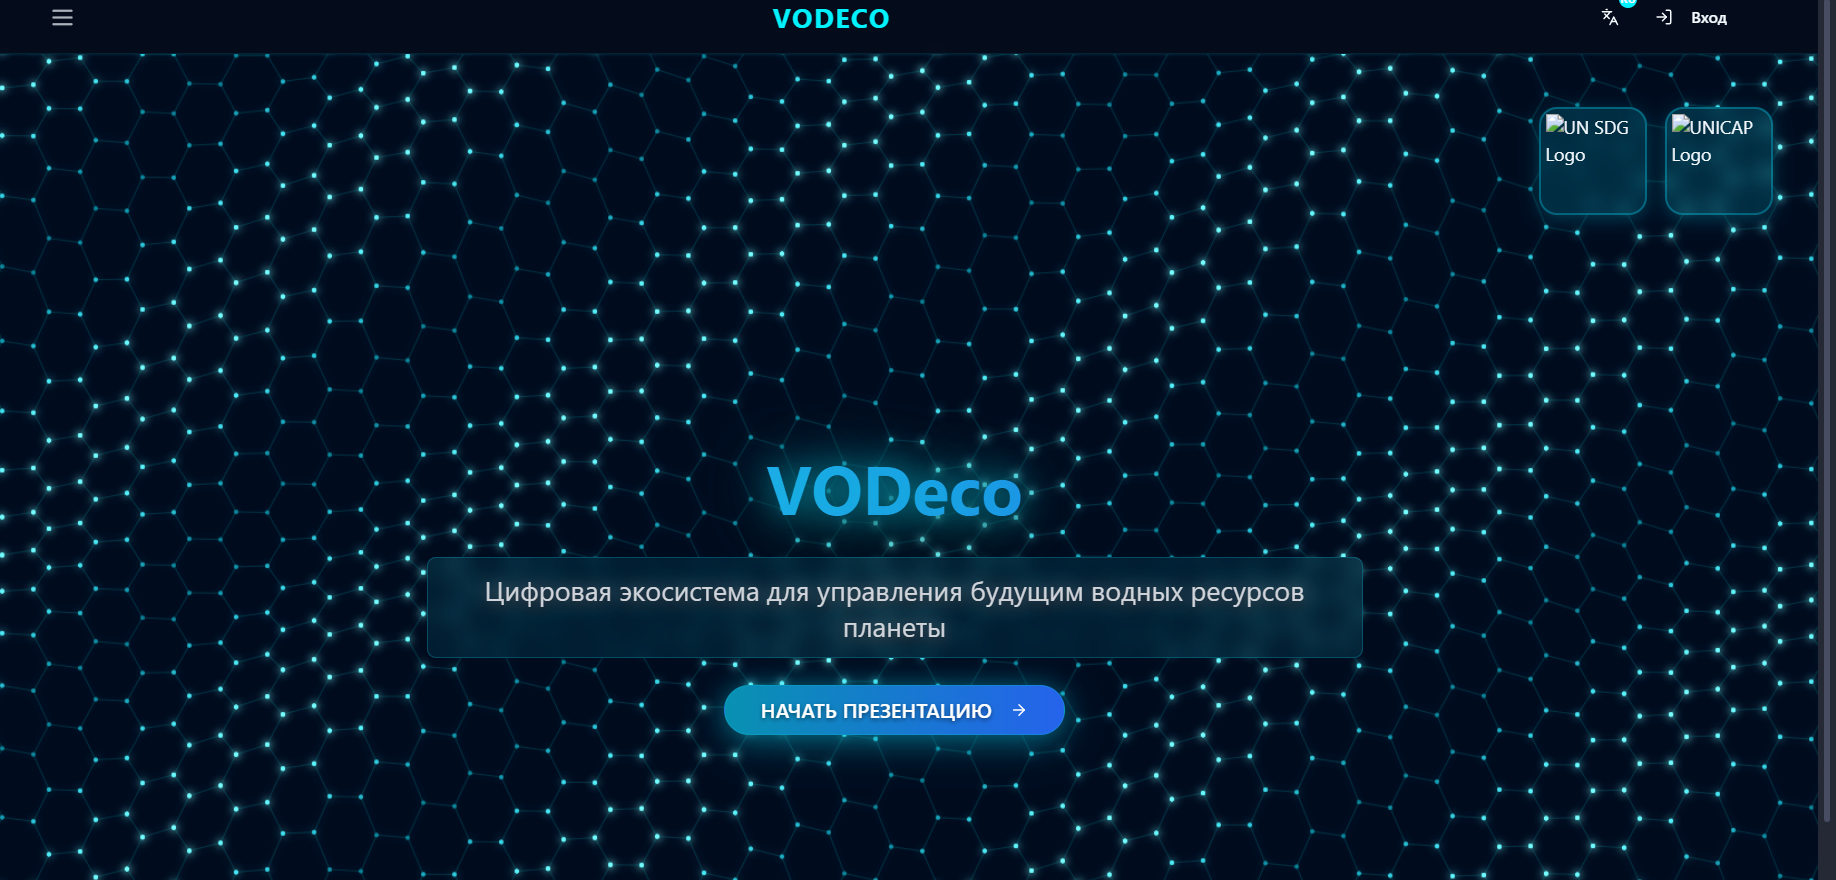 VODECO
Вход
UN SDG
Logo
UNICAP
Logo
VODeco
Цифровая экосистема для управления будущим водных ресурсов
планеты
НАЧАТЬ ПРЕЗЕНТАЦИЮ